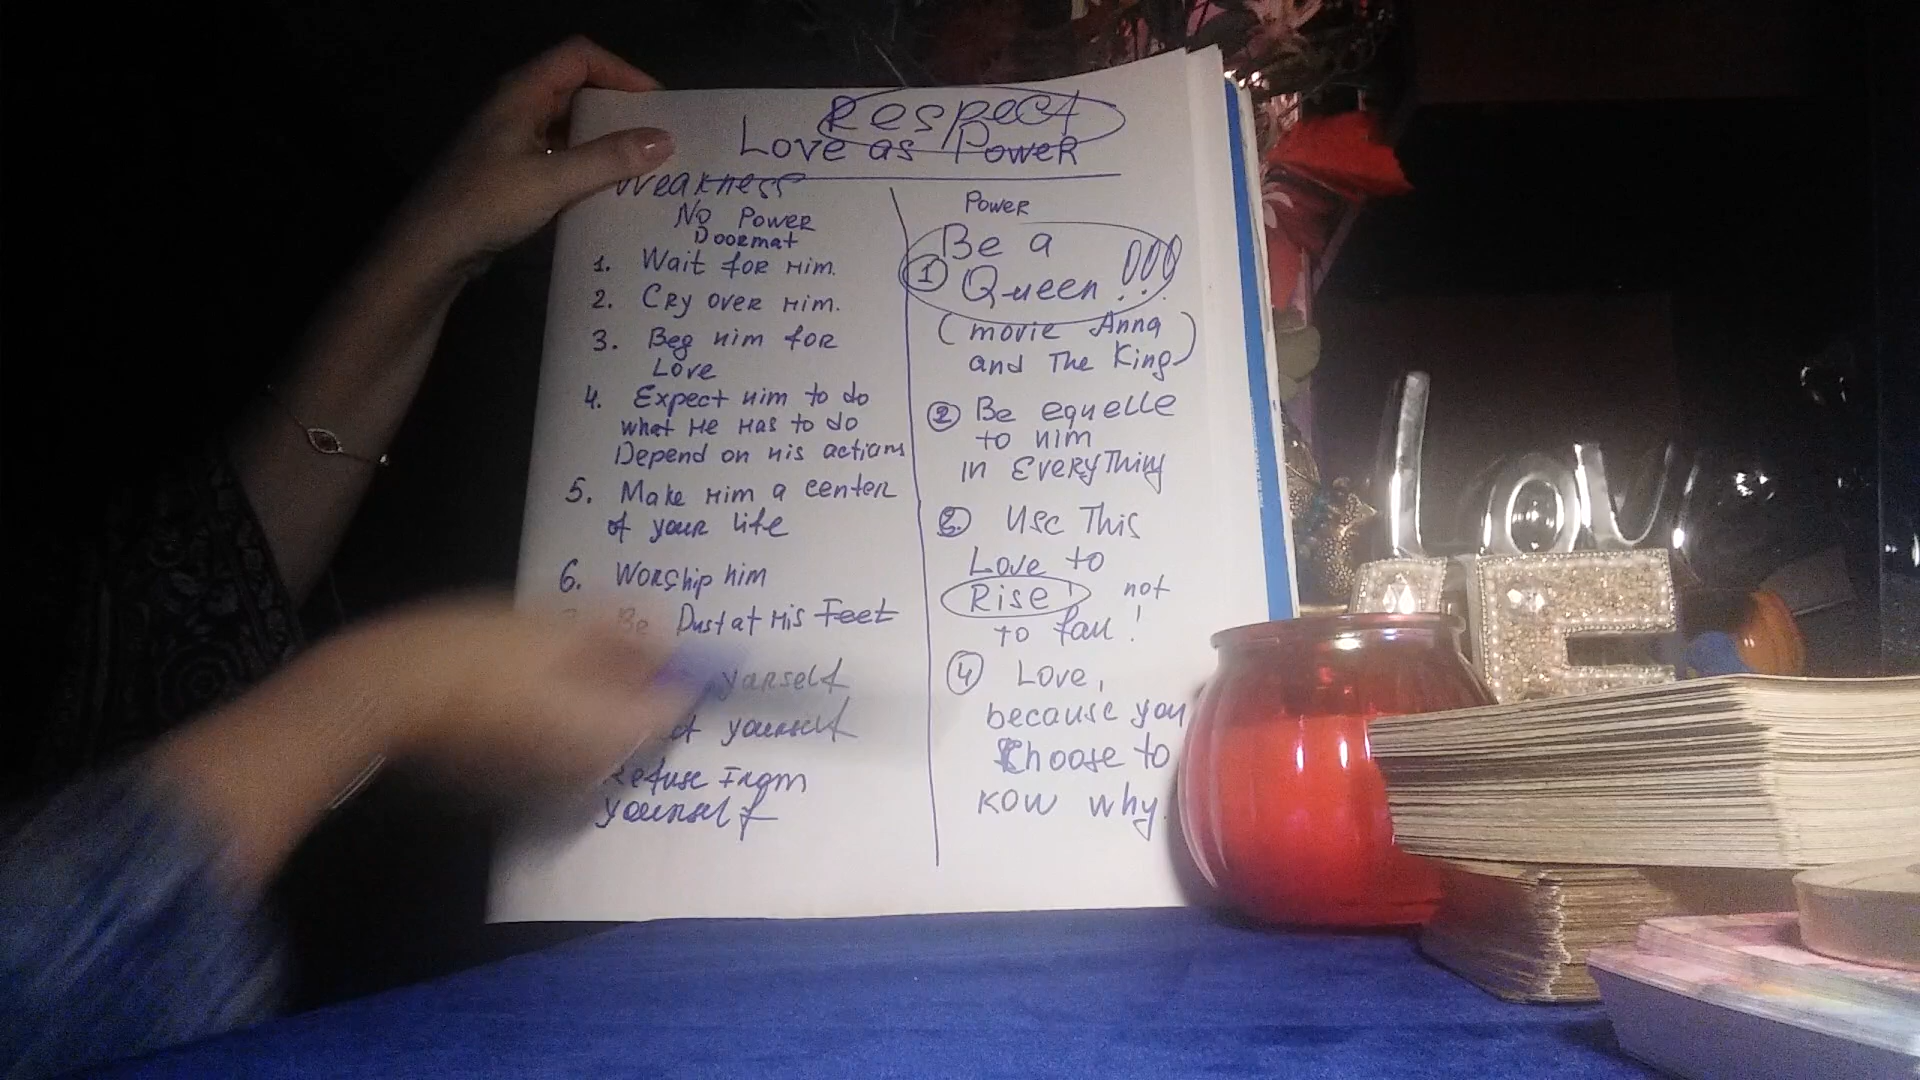 Respect
Love as Power
Weakness
No Power
Doormat
1. Wait for Him.
2. Cry over Him.
3. Beg Him for
Love
4. Expect Him to do
what He Has to do
Depend on His actions
5. Make Him a center
of your life
6. Worship him
Be Dust at His Feet
yourself
of yourself
Refuse From
yourself
Power
Be a
1 Queen !!!
(movie Anna
and The King)
2 Be equelle
to Him
in EVERYThing
3. Use This
Love to
Rise! not
to fall!
4 Love,
because you
Choose to
KOW why.
LOVE